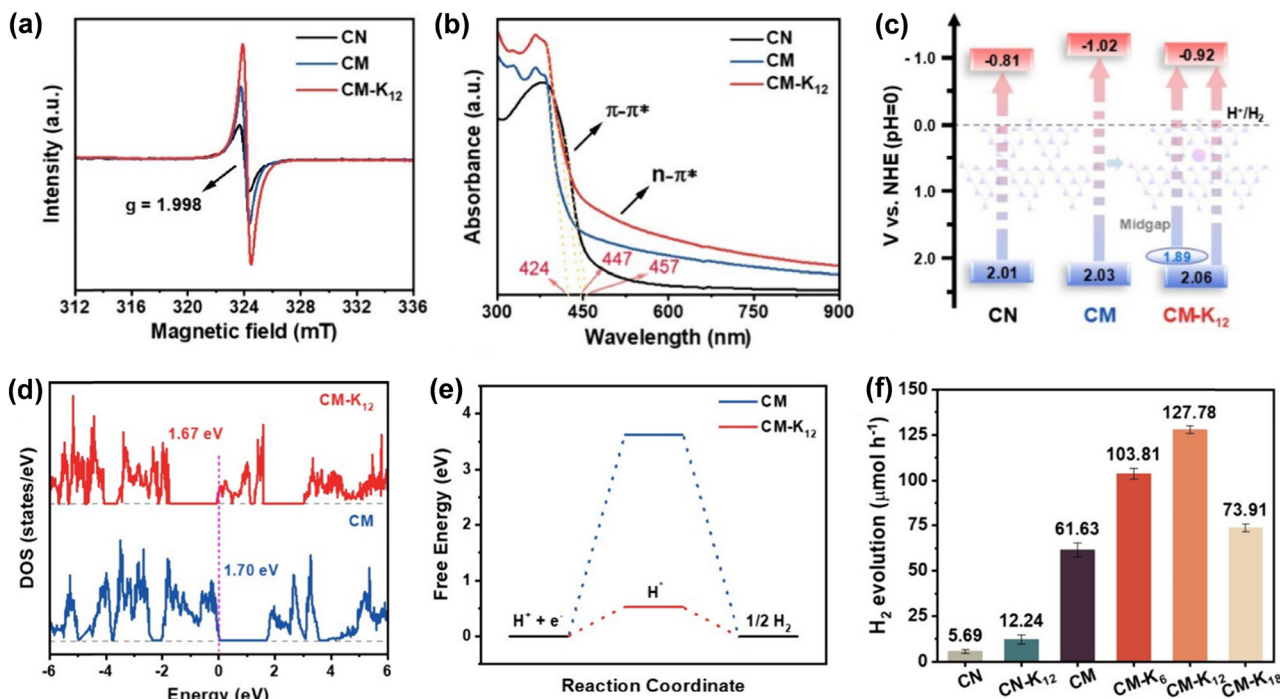 (a)
CN
CM
CM-K₁₂
g = 1.998
Intensity (a.u.)
312
316
320
324
328
332
336
Magnetic field (mT)
(b)
CN
CM
CM-K₁₂
π-π*
n-π*
424
447
457
Absorbance (a.u.)
300
450
600
750
900
Wavelength (nm)
(c)
V vs. NHE (pH=0)
- 1.0
0.0
1.0
2.0
-0.81
-1.02
-0.92
H⁺/H₂
Midgap
1.89
2.01
2.03
2.06
CN
CM
CM-K₁₂
(d)
CM-K₁₂
1.67 eV
CM
1.70 eV
DOS (states/eV)
-6
-4
-2
0
2
4
6
Energy (eV)
(e)
CM
CM-K₁₂
Free Energy (eV)
4
3
2
1
0
H⁺ + e⁻
H*
1/2 H₂
Reaction Coordinate
(f)
H₂ evolution (μmol h⁻¹)
150
125
100
75
50
25
0
5.69
12.24
61.63
103.81
127.78
73.91
CN
CN-K₁₂
CM
CM-K₆
CM-K₁₂
CM-K₁₈